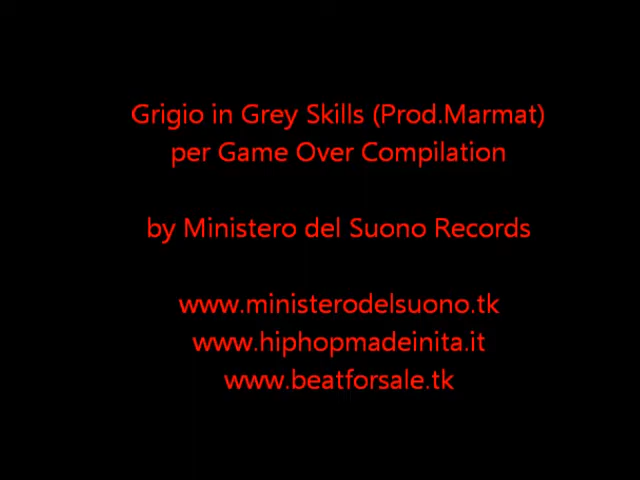 Grigio in Grey Skills (Prod.Marmat)
per Game Over Compilation
by Ministero del Suono Records
www.ministerodelsuono.tk
www.hiphopmadeinita.it
www.beatforsale.tk